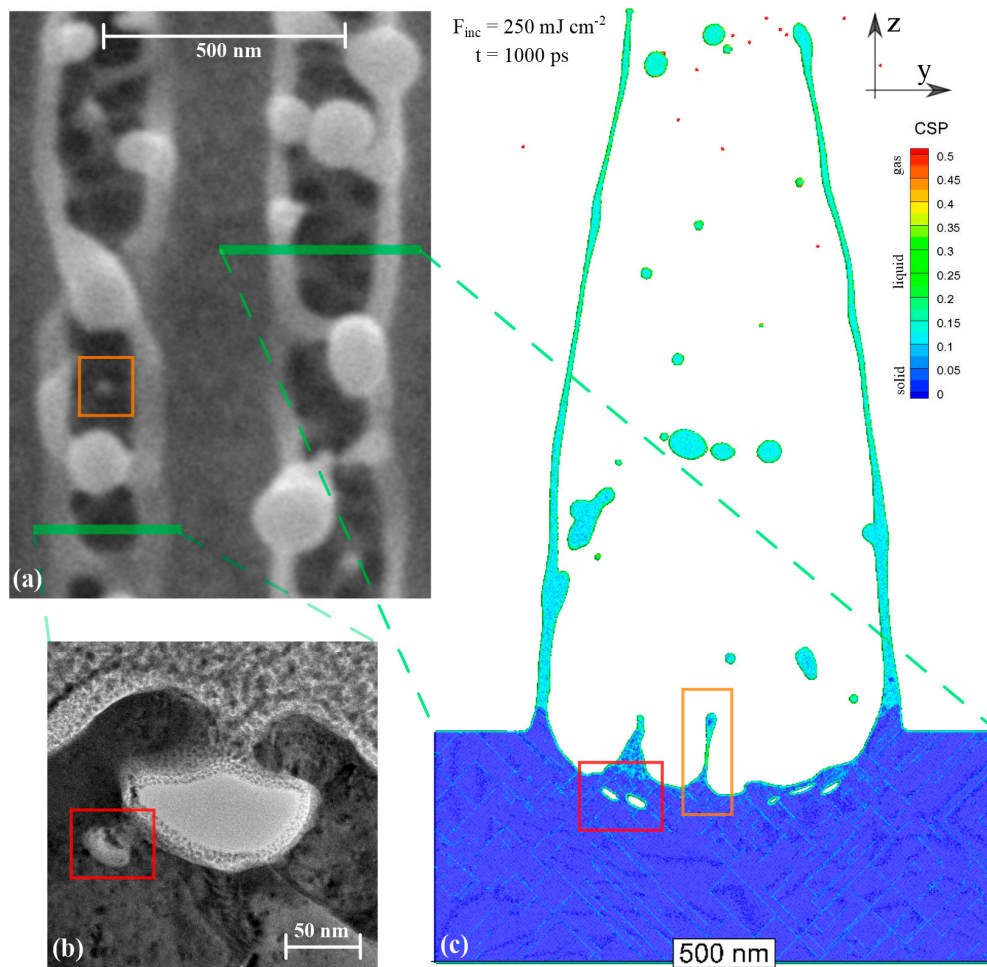 500 nm
(a)
F_inc = 250 mJ cm⁻²
t = 1000 ps
z
y
CSP
gas
liquid
solid
0.5
0.45
0.4
0.35
0.3
0.25
0.2
0.15
0.1
0.05
0
(b)
50 nm
(c)
500 nm